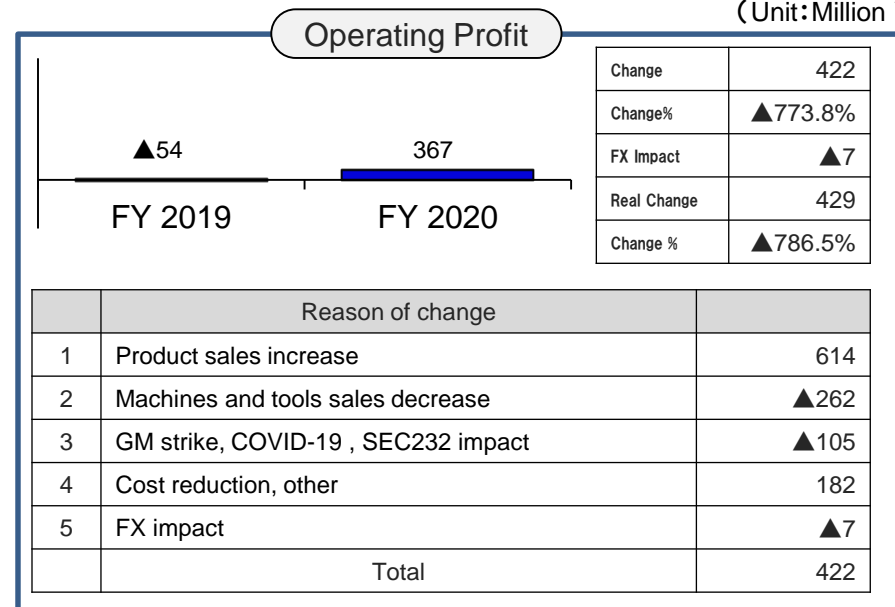 (Unit:Million
Operating Profit
Change 422
Change% ▲773.8%
FX Impact ▲7
Real Change 429
Change % ▲786.5%
▲54 367
FY 2019 FY 2020
Reason of change
1 Product sales increase 614
2 Machines and tools sales decrease ▲262
3 GM strike, COVID-19 , SEC232 impact ▲105
4 Cost reduction, other 182
5 FX impact ▲7
Total 422